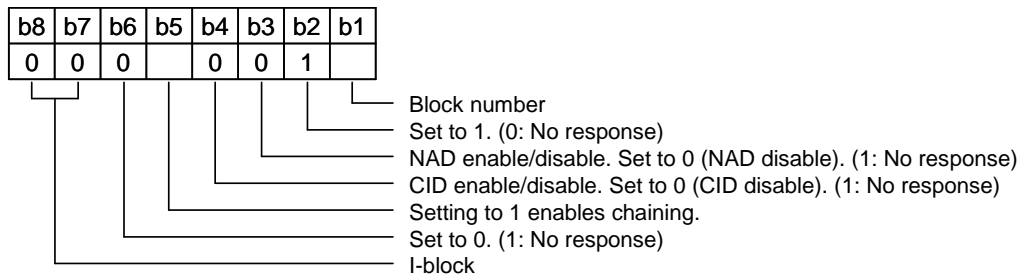 b8 b7 b6 b5 b4 b3 b2 b1
0 0 0 0 0 1
Block number
Set to 1. (0: No response)
NAD enable/disable. Set to 0 (NAD disable). (1: No response)
CID enable/disable. Set to 0 (CID disable). (1: No response)
Setting to 1 enables chaining.
Set to 0. (1: No response)
I-block